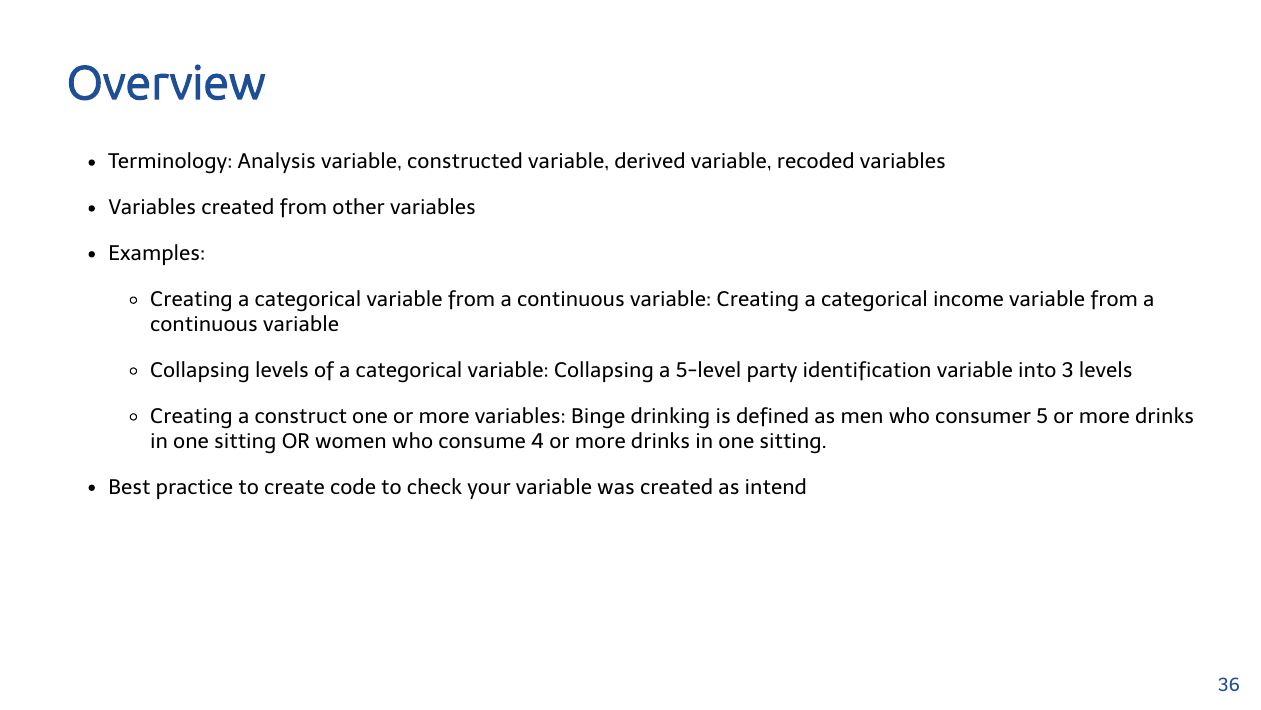 Overview
• Terminology: Analysis variable, constructed variable, derived variable, recoded variables
• Variables created from other variables
• Examples:
◦ Creating a categorical variable from a continuous variable: Creating a categorical income variable from a
continuous variable
◦ Collapsing levels of a categorical variable: Collapsing a 5-level party identification variable into 3 levels
◦ Creating a construct one or more variables: Binge drinking is defined as men who consumer 5 or more drinks
in one sitting OR women who consume 4 or more drinks in one sitting.
• Best practice to create code to check your variable was created as intend
36